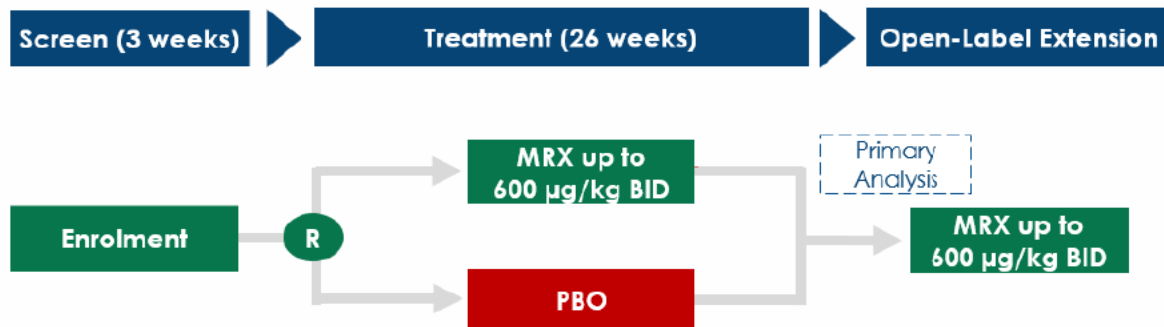 Screen (3 weeks)
Treatment (26 weeks)
Open-Label Extension
MRX up to
600 µg/kg BID
Primary
Analysis
Enrolment
R
MRX up to
600 µg/kg BID
PBO